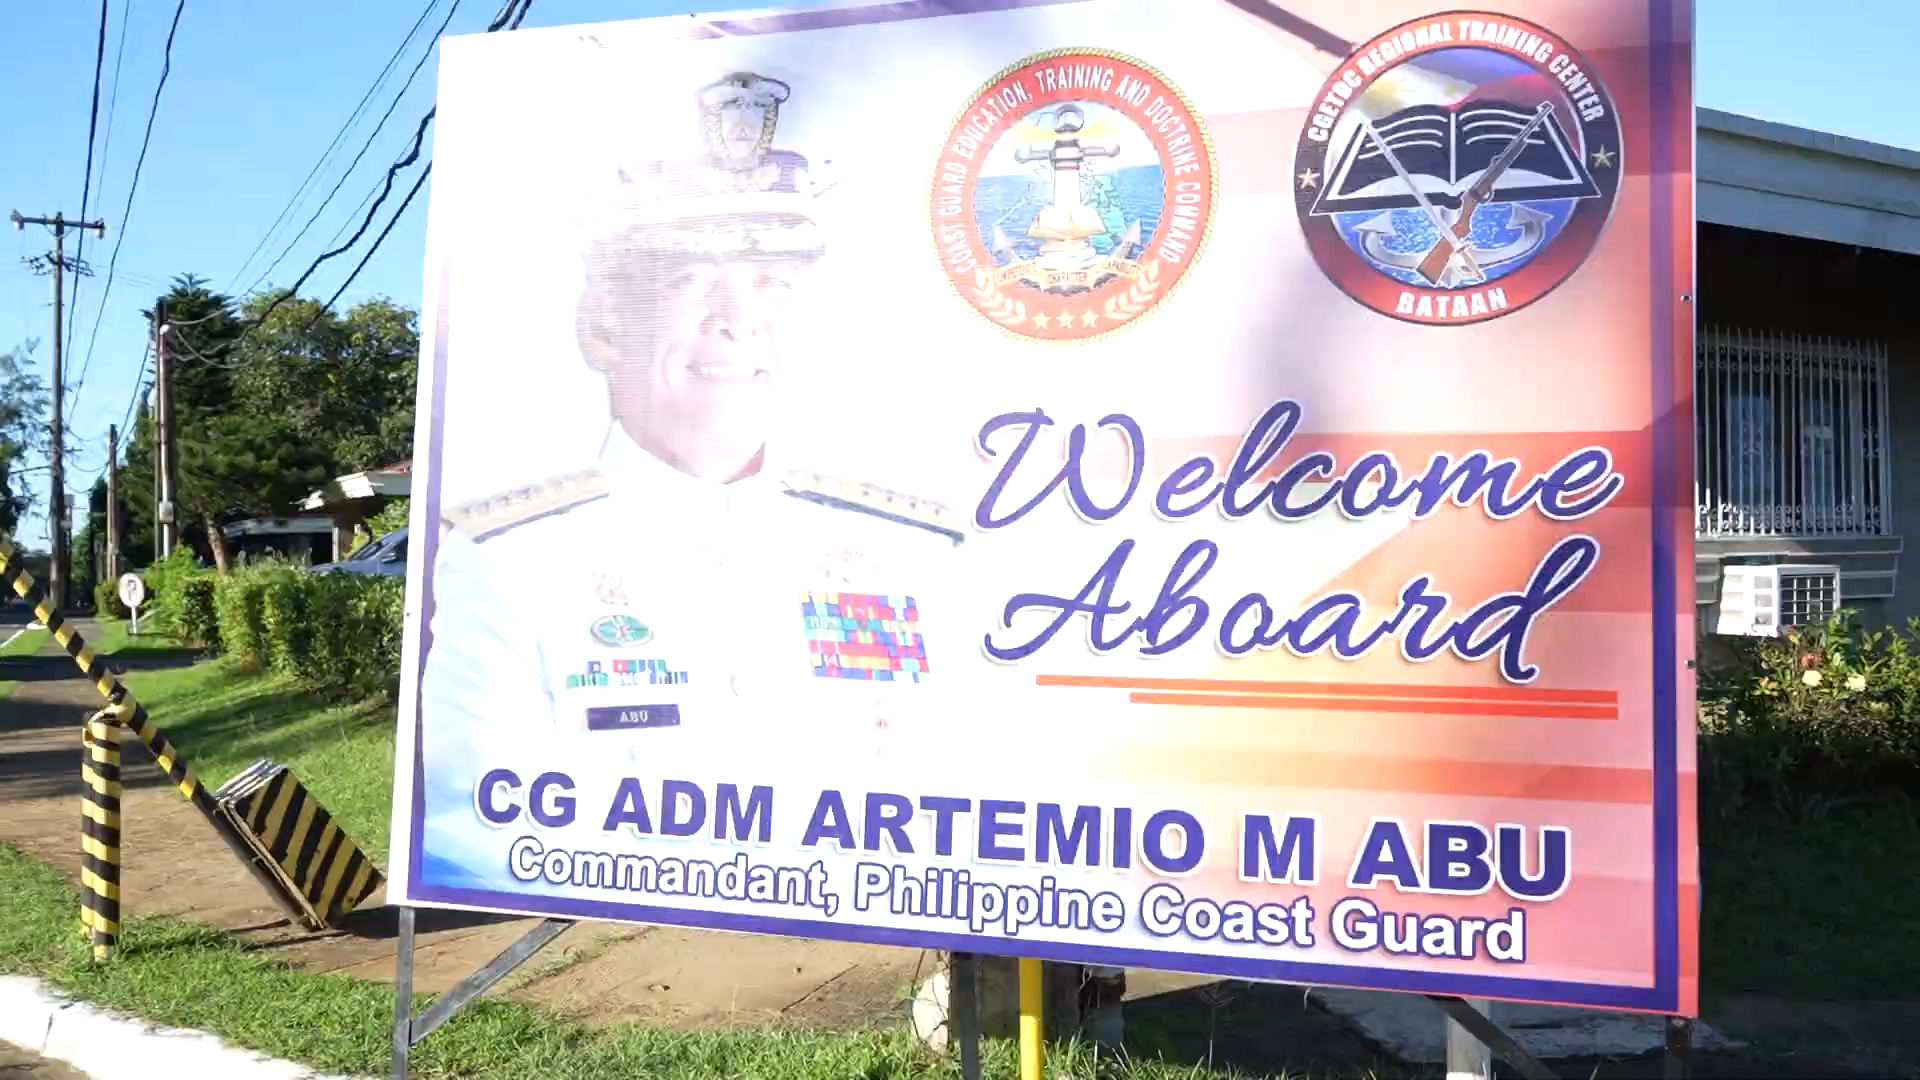 COAST GUARD EDUCATION, TRAINING AND DOCTRINE COMMAND
CGETDC REGIONAL TRAINING CENTER
BATAAN
Welcome
Aboard
ABU
CG ADM ARTEMIO M ABU
Commandant, Philippine Coast Guard